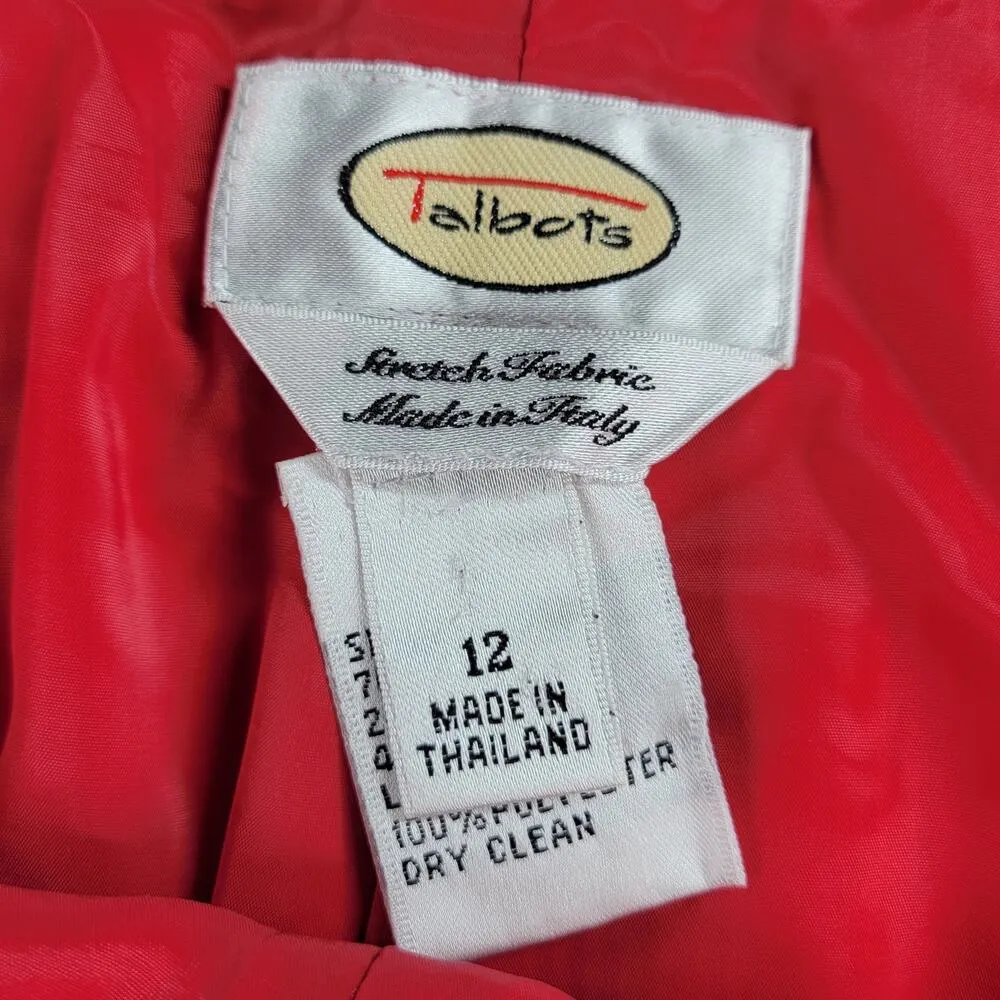 Talbots
Stretch Fabric
Made in Italy
12
MADE IN
THAILAND
100% POLYESTER
DRY CLEAN